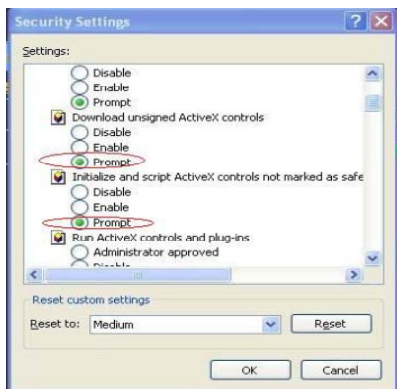 Security Settings
Settings:
Disable
Enable
Prompt
Download unsigned ActiveX controls
Disable
Enable
Prompt
Initialize and script ActiveX controls not marked as safe
Disable
Enable
Prompt
Run ActiveX controls and plug-ins
Administrator approved
Disable
Reset custom settings
Reset to: Medium Reset
OK Cancel